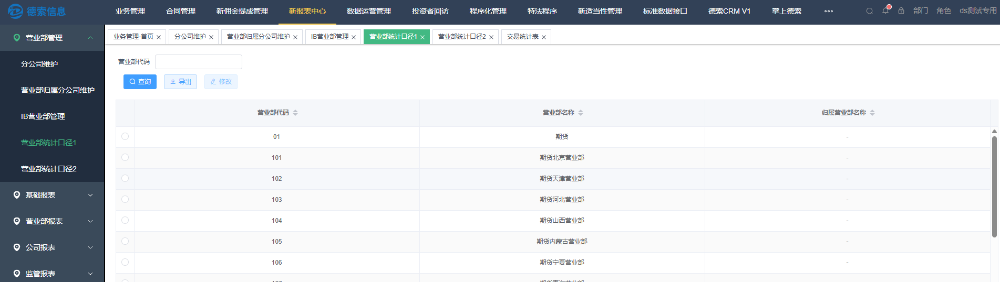 德索信息
业务管理 合同管理 新佣金提成管理 新报表中心 数据运营管理 投资者回访 程序化管理 特法程序 新适当性管理 标准数据接口 德索CRM V1 掌上德索 ••• 部门 角色 ds测试专用
营业部管理
分公司维护
营业部归属分公司维护
IB营业部管理
营业部统计口径1
营业部统计口径2
基础报表
营业部报表
公司报表
监管报表
业务管理-首页 × 分公司维护 × 营业部归属分公司维护 × IB营业部管理 × 营业部统计口径1 × 营业部统计口径2 × 交易统计表 ×
营业部代码
查询 导出 修改
营业部代码 营业部名称 归属营业部名称
01 期货 -
101 期货北京营业部 -
102 期货天津营业部 -
103 期货河北营业部 -
104 期货山西营业部 -
105 期货内蒙古营业部 -
106 期货宁夏营业部 -